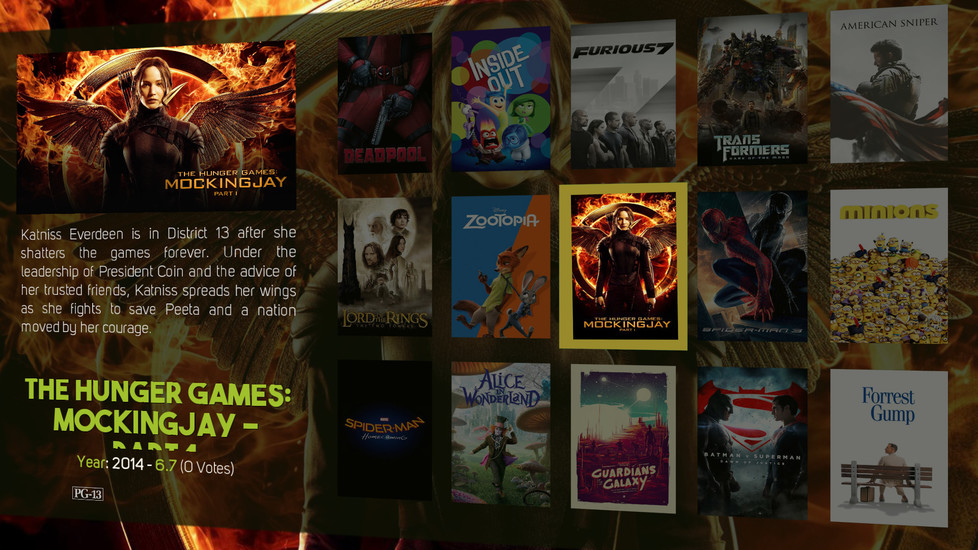 THE HUNGER GAMES:
MOCKINGJAY
PART 1
Katniss Everdeen is in District 13 after she
shatters the games forever. Under the
leadership of President Coin and the advice of
her trusted friends, Katniss spreads her wings
as she fights to save Peeta and a nation
moved by her courage.
THE HUNGER GAMES:
MOCKINGJAY –
PART 1
Year: 2014 - 6.7 (0 Votes)
PG-13
DEADPOOL
INSIDE
OUT
FURIOUS 7
TRANSFORMERS
DARK OF THE MOON
AMERICAN SNIPER
THE LORD OF THE RINGS
THE TWO TOWERS
Disney
ZOOTOPIA
THE HUNGER GAMES:
MOCKINGJAY
PART 1
SPIDER-MAN 3
MINIONS
SPIDER-MAN
HOMECOMING
ALICE
IN
WONDERLAND
GUARDIANS
OF THE
GALAXY
BATMAN v SUPERMAN
DAWN OF JUSTICE
Forrest
Gump